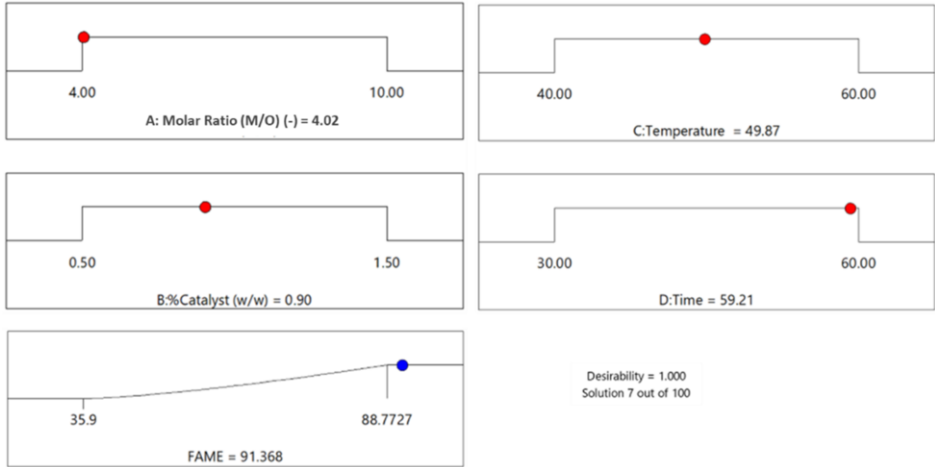 4.00 10.00
A: Molar Ratio (M/O) (-) = 4.02
40.00 60.00
C:Temperature = 49.87
0.50 1.50
B:%Catalyst (w/w) = 0.90
30.00 60.00
D:Time = 59.21
35.9 88.7727
FAME = 91.368
Desirability = 1.000
Solution 7 out of 100